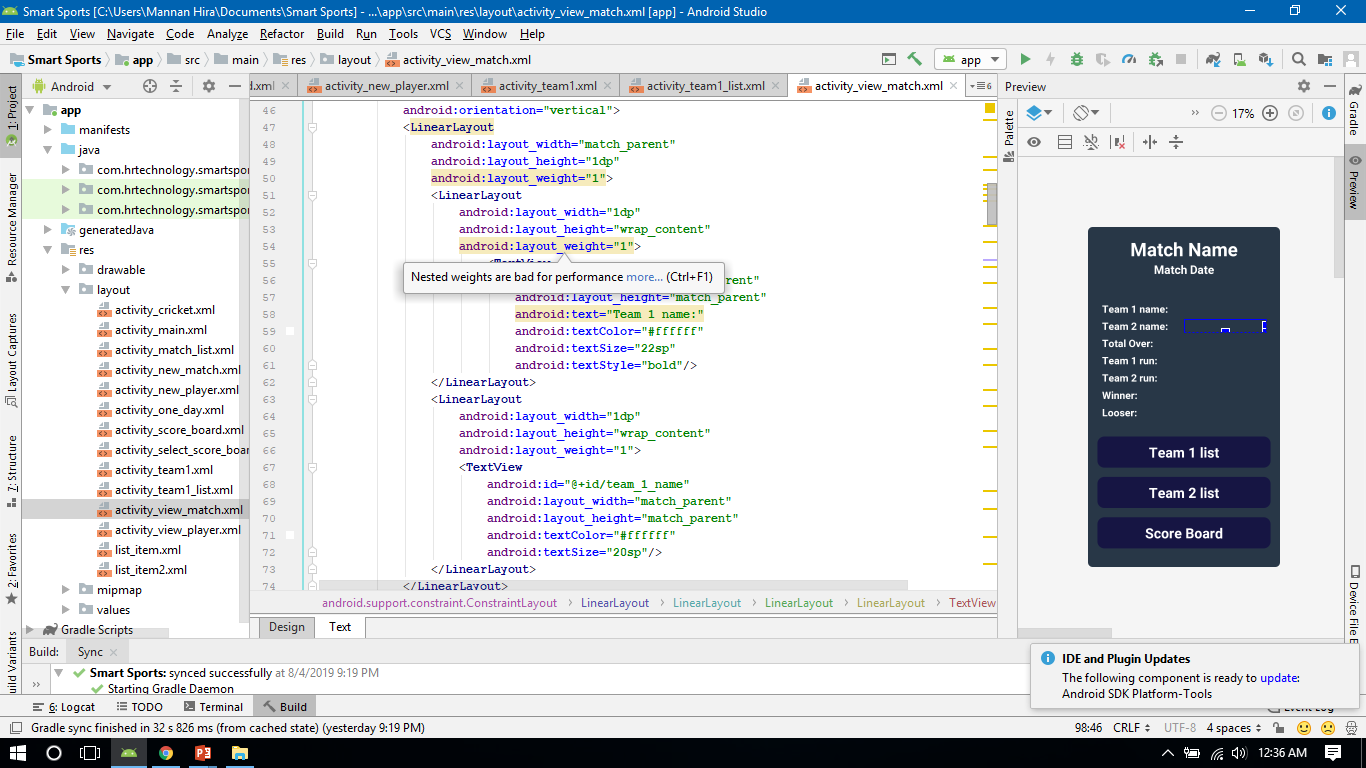 Smart Sports [C:\Users\Mannan Hira\Documents\Smart Sports] - ...\app\src\main\res\layout\activity_view_match.xml [app] - Android Studio
File Edit View Navigate Code Analyze Refactor Build Run Tools VCS Window Help
Smart Sports app src main res layout activity_view_match.xml app
Android
1: Project
Resource Manager
Layout Captures
7: Structure
2: Favorites
app
manifests
java
com.hrtechnology.smartspor
com.hrtechnology.smartspor
com.hrtechnology.smartspor
generatedJava
res
drawable
layout
activity_cricket.xml
activity_main.xml
activity_match_list.xml
activity_new_match.xml
activity_new_player.xml
activity_one_day.xml
activity_score_board.xml
activity_select_score_boar
activity_team1.xml
activity_team1_list.xml
activity_view_match.xml
activity_view_player.xml
list_item.xml
list_item2.xml
mipmap
values
Gradle Scripts
d.xml activity_new_player.xml activity_team1.xml activity_team1_list.xml activity_view_match.xml 6
46 android:orientation="vertical">
47 <LinearLayout
48 android:layout_width="match_parent"
49 android:layout_height="1dp"
50 android:layout_weight="1">
51 <LinearLayout
52 android:layout_width="1dp"
53 android:layout_height="wrap_content"
54 android:layout_weight="1">
55 <TextView
Nested weights are bad for performance more... (Ctrl+F1)
56 parent"
57 android:layout_height="match_parent"
58 android:text="Team 1 name:"
59 android:textColor="#ffffff"
60 android:textSize="22sp"
61 android:textStyle="bold"/>
62 </LinearLayout>
63 <LinearLayout
64 android:layout_width="1dp"
65 android:layout_height="wrap_content"
66 android:layout_weight="1">
67 <TextView
68 android:id="@+id/team_1_name"
69 android:layout_width="match_parent"
70 android:layout_height="match_parent"
71 android:textColor="#ffffff"
72 android:textSize="20sp"/>
73 </LinearLayout>
74 </LinearLayout>
android.support.constraint.ConstraintLayout LinearLayout LinearLayout LinearLayout LinearLayout TextView
Design Text
Preview
Palette
17%
Match Name
Match Date
Team 1 name:
Team 2 name:
Total Over:
Team 1 run:
Team 2 run:
Winner:
Looser:
Team 1 list
Team 2 list
Score Board
Gradle
Preview
Device File E
Build: Sync
uild Variants
Smart Sports: synced successfully at 8/4/2019 9:19 PM
Starting Gradle Daemon
IDE and Plugin Updates
The following component is ready to update:
Android SDK Platform-Tools
6: Logcat TODO Terminal Build Event Log
Gradle sync finished in 32 s 826 ms (from cached state) (yesterday 9:19 PM) 98:46 CRLF UTF-8 4 spaces
12:36 AM